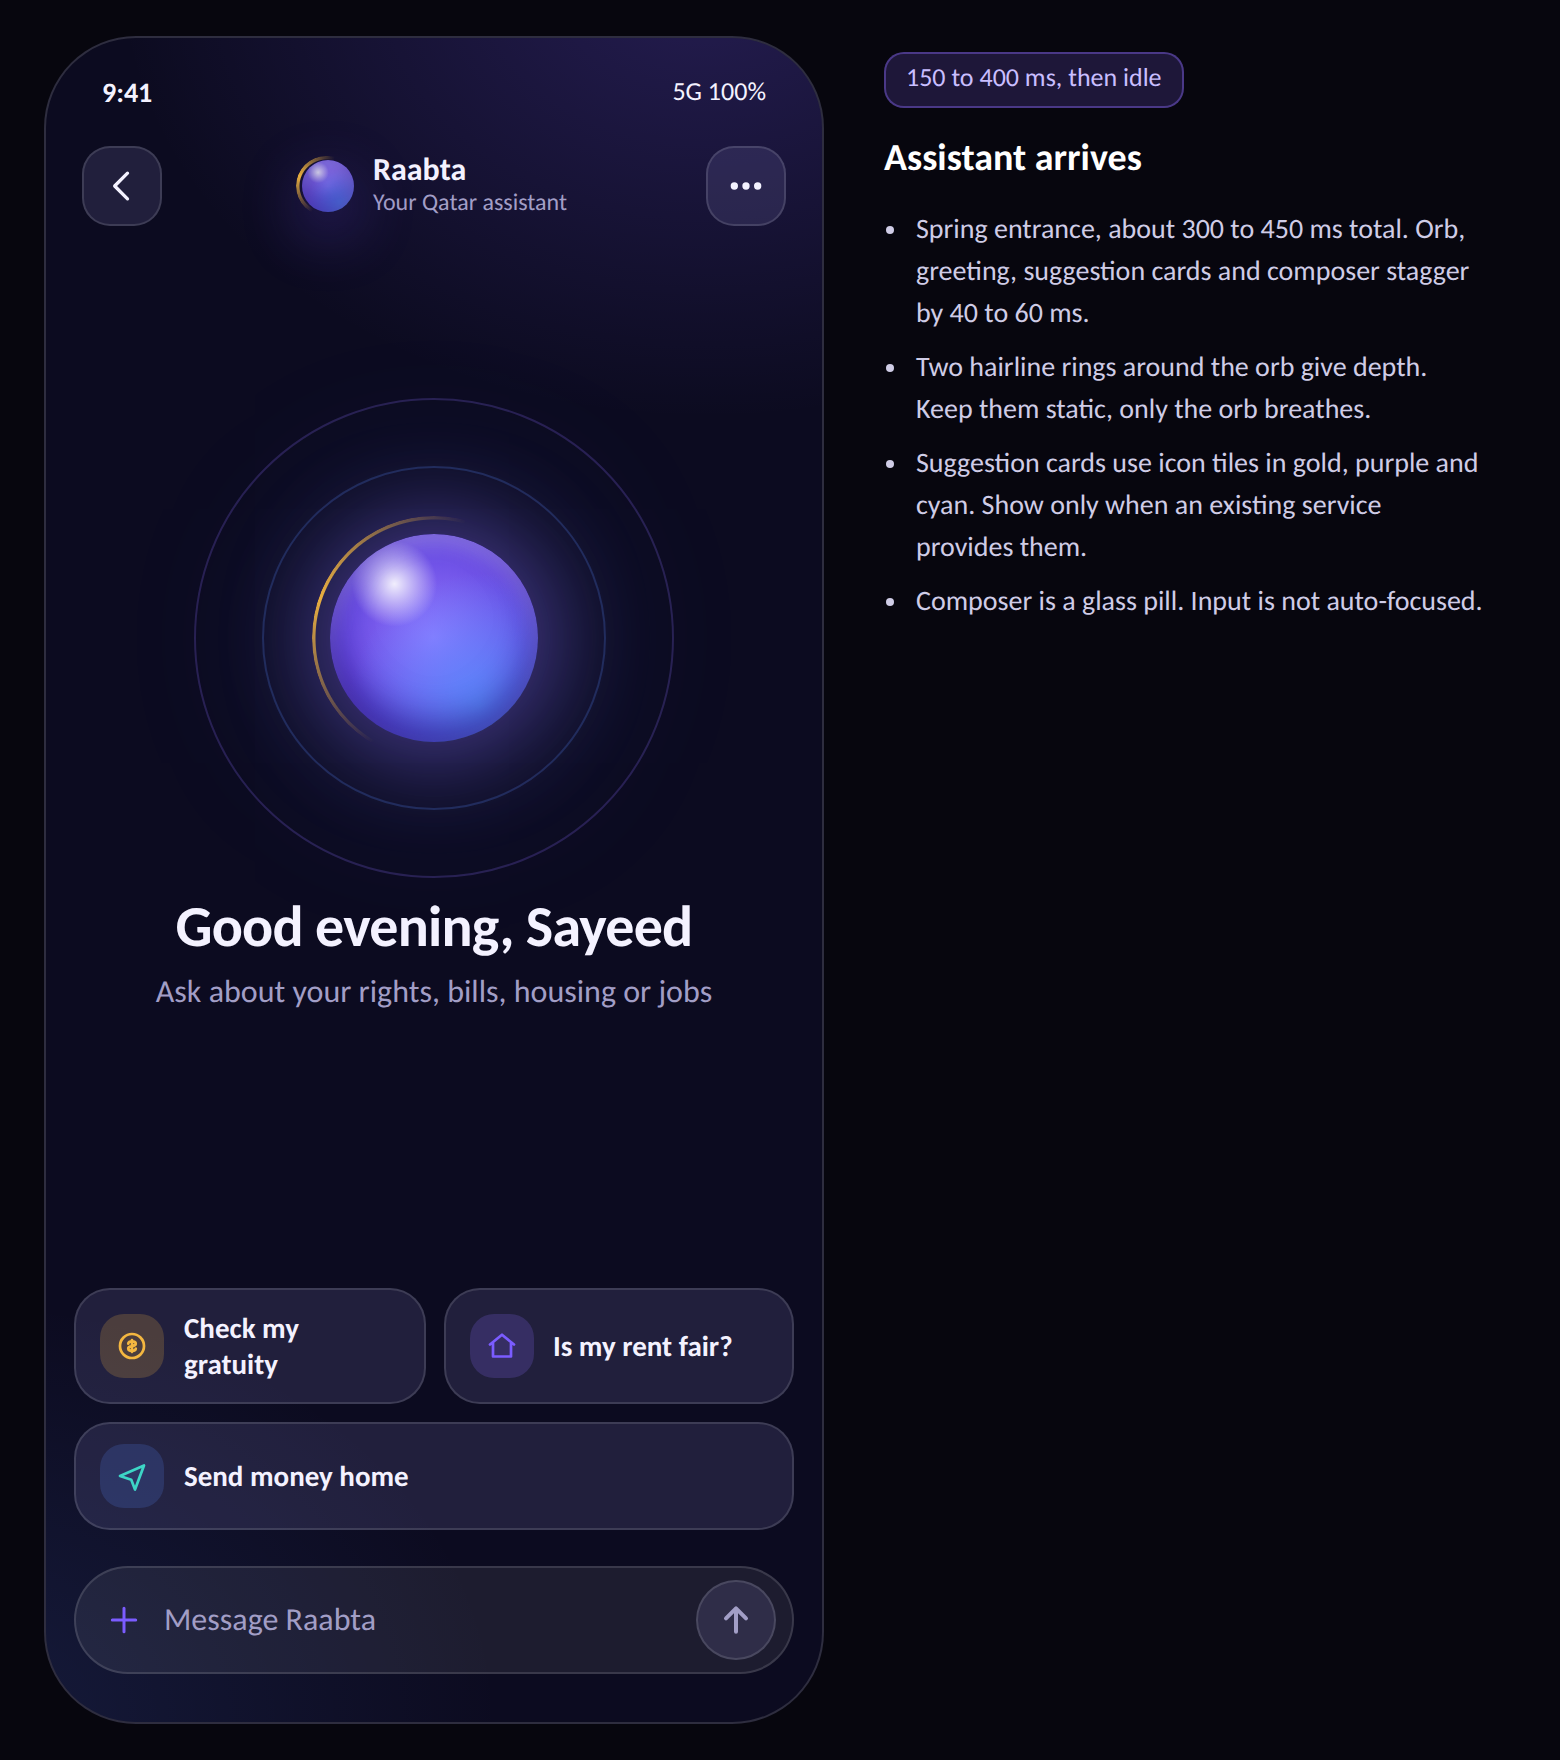 9:41
5G 100%
Raabta
Your Qatar assistant
Good evening, Sayeed
Ask about your rights, bills, housing or jobs
Check my
gratuity
Is my rent fair?
Send money home
Message Raabta
150 to 400 ms, then idle
Assistant arrives
• Spring entrance, about 300 to 450 ms total. Orb,
greeting, suggestion cards and composer stagger
by 40 to 60 ms.
• Two hairline rings around the orb give depth.
Keep them static, only the orb breathes.
• Suggestion cards use icon tiles in gold, purple and
cyan. Show only when an existing service
provides them.
• Composer is a glass pill. Input is not auto-focused.